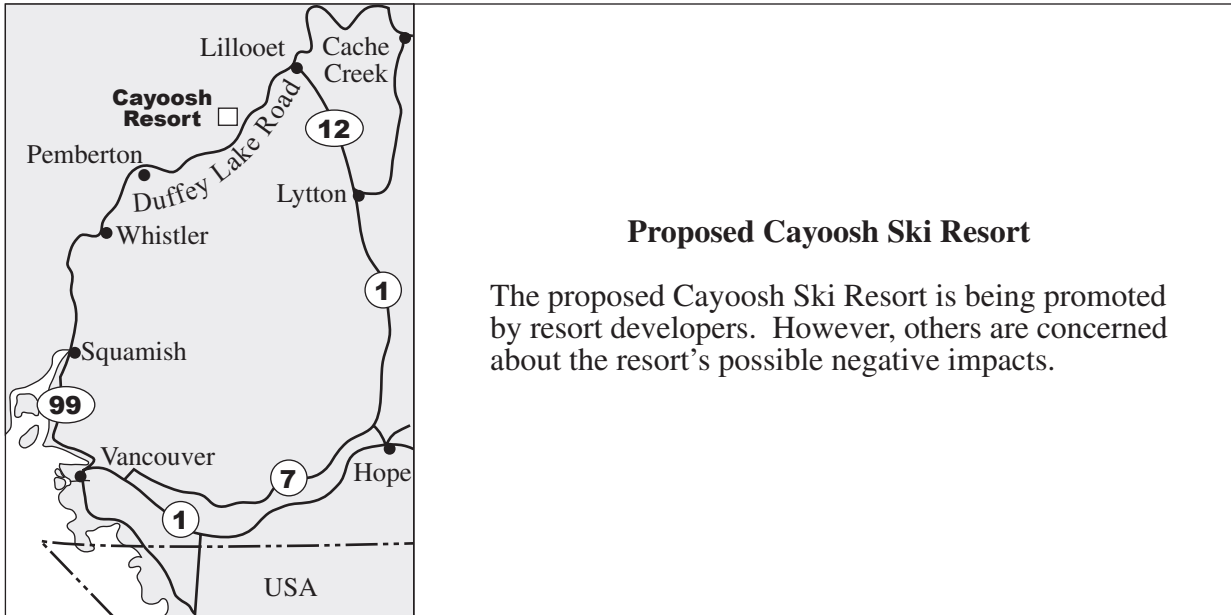 Lillooet
Cache
Creek
Cayoosh
Resort
12
Pemberton
Duffey Lake Road
Lytton
Whistler
1
Squamish
99
Vancouver
7
Hope
1
USA
Proposed Cayoosh Ski Resort
The proposed Cayoosh Ski Resort is being promoted
by resort developers.  However, others are concerned
about the resort's possible negative impacts.